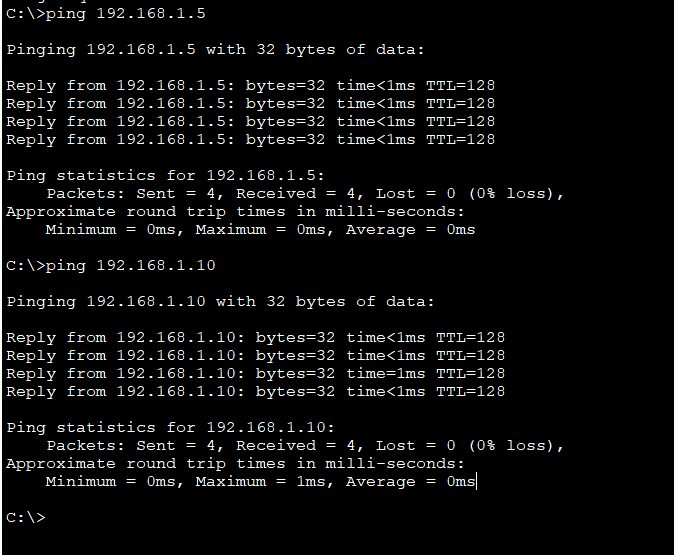 C:\>ping 192.168.1.5
Pinging 192.168.1.5 with 32 bytes of data:
Reply from 192.168.1.5: bytes=32 time<1ms TTL=128
Reply from 192.168.1.5: bytes=32 time<1ms TTL=128
Reply from 192.168.1.5: bytes=32 time<1ms TTL=128
Reply from 192.168.1.5: bytes=32 time<1ms TTL=128
Ping statistics for 192.168.1.5:
    Packets: Sent = 4, Received = 4, Lost = 0 (0% loss),
Approximate round trip times in milli-seconds:
    Minimum = 0ms, Maximum = 0ms, Average = 0ms
C:\>ping 192.168.1.10
Pinging 192.168.1.10 with 32 bytes of data:
Reply from 192.168.1.10: bytes=32 time<1ms TTL=128
Reply from 192.168.1.10: bytes=32 time<1ms TTL=128
Reply from 192.168.1.10: bytes=32 time=1ms TTL=128
Reply from 192.168.1.10: bytes=32 time<1ms TTL=128
Ping statistics for 192.168.1.10:
    Packets: Sent = 4, Received = 4, Lost = 0 (0% loss),
Approximate round trip times in milli-seconds:
    Minimum = 0ms, Maximum = 1ms, Average = 0ms
C:\>